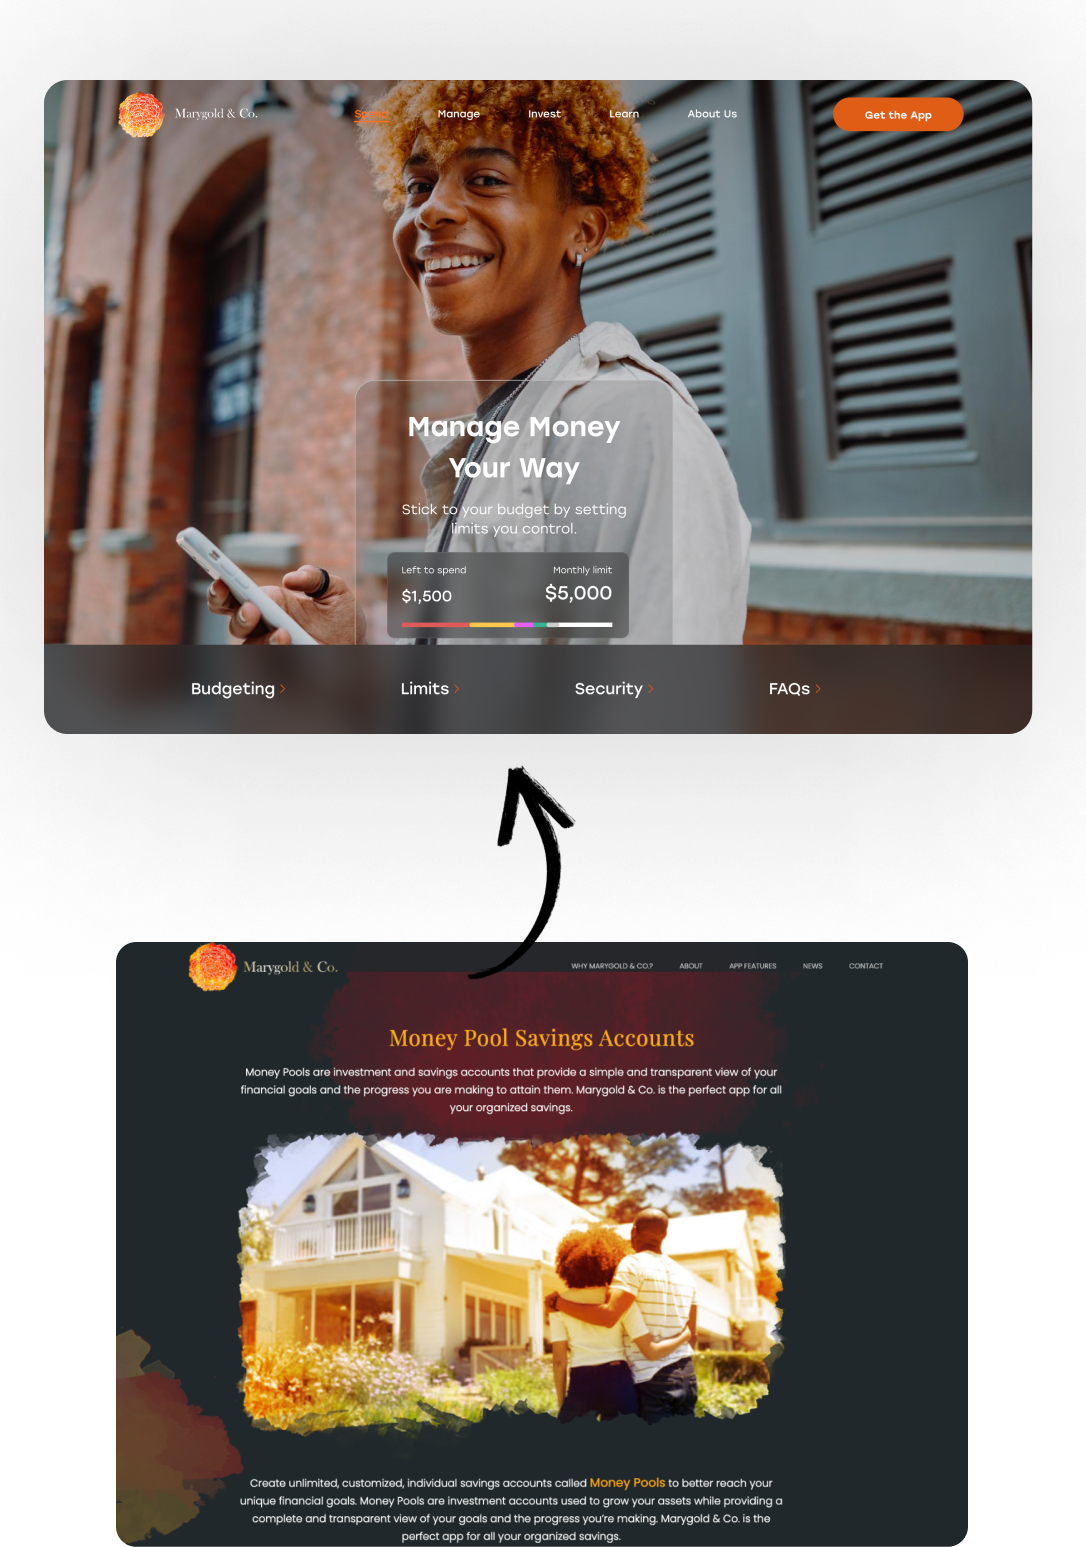 Marygold & Co.
Spend
Manage
Invest
Learn
About Us
Get the App
Manage Money
Your Way
Stick to your budget by setting
limits you control.
Left to spend
Monthly limit
$1,500
$5,000
Budgeting
Limits
Security
FAQs
Marygold & Co.
WHY MARYGOLD & CO.?
ABOUT
APP FEATURES
NEWS
CONTACT
Money Pool Savings Accounts
Money Pools are investment and savings accounts that provide a simple and transparent view of your
financial goals and the progress you are making to attain them. Marygold & Co. is the perfect app for all
your organized savings.
Create unlimited, customized, individual savings accounts called Money Pools to better reach your
unique financial goals. Money Pools are investment accounts used to grow your assets while providing a
complete and transparent view of your goals and the progress you're making. Marygold & Co. is the
perfect app for all your organized savings.